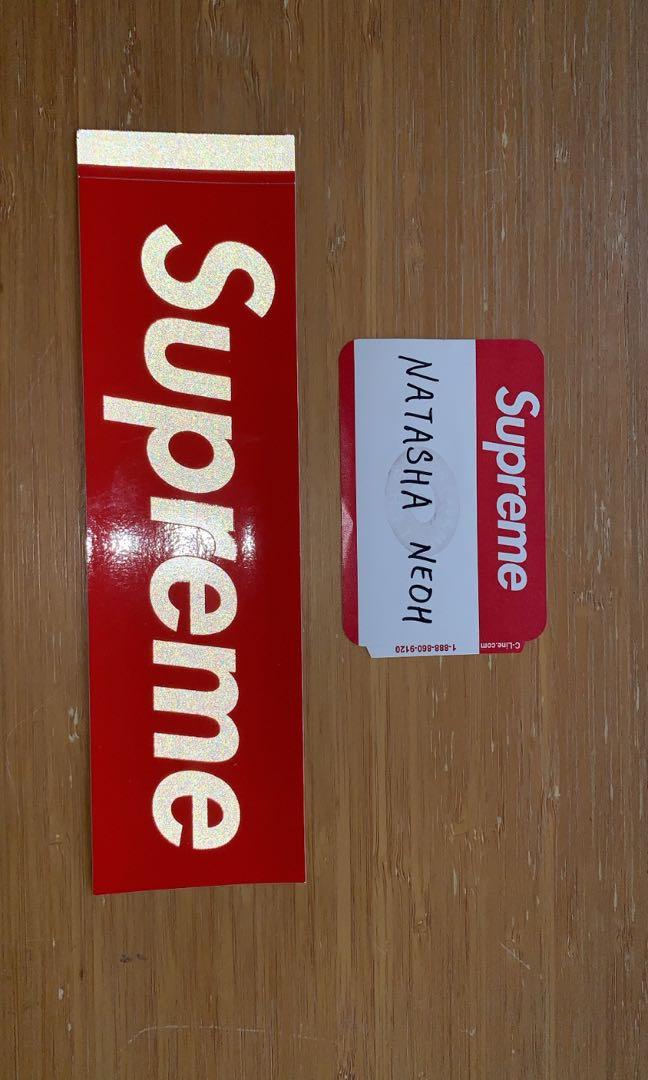 Supreme
Supreme
NATASHA NEOH
1-888-860-9120
C-Line.com